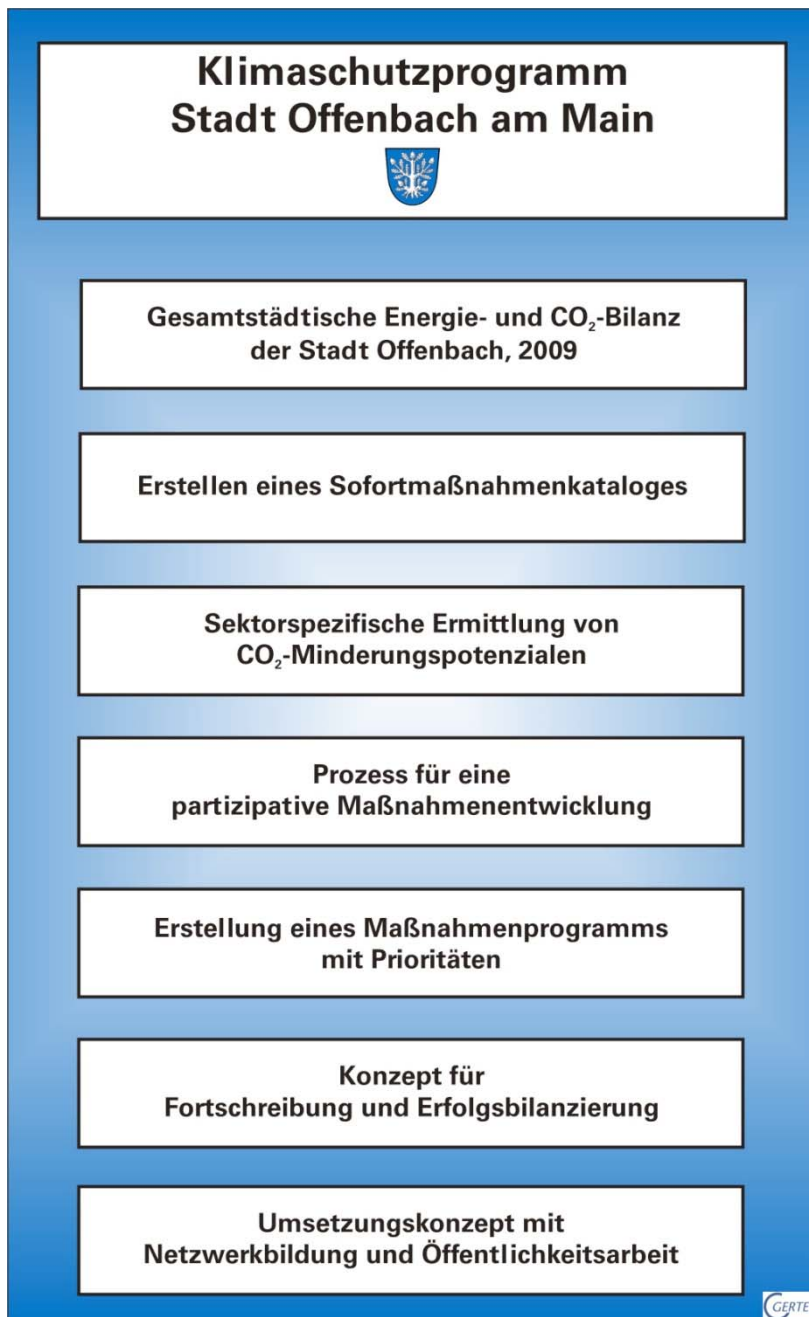 Klimaschutzprogramm
Stadt Offenbach am Main
Gesamtstädtische Energie- und CO₂-Bilanz
der Stadt Offenbach, 2009
Erstellen eines Sofortmaßnahmenkataloges
Sektorspezifische Ermittlung von
CO₂-Minderungspotenzialen
Prozess für eine
partizipative Maßnahmenentwicklung
Erstellung eines Maßnahmenprogramms
mit Prioritäten
Konzept für
Fortschreibung und Erfolgsbilanzierung
Umsetzungskonzept mit
Netzwerkbildung und Öffentlichkeitsarbeit
GERTE